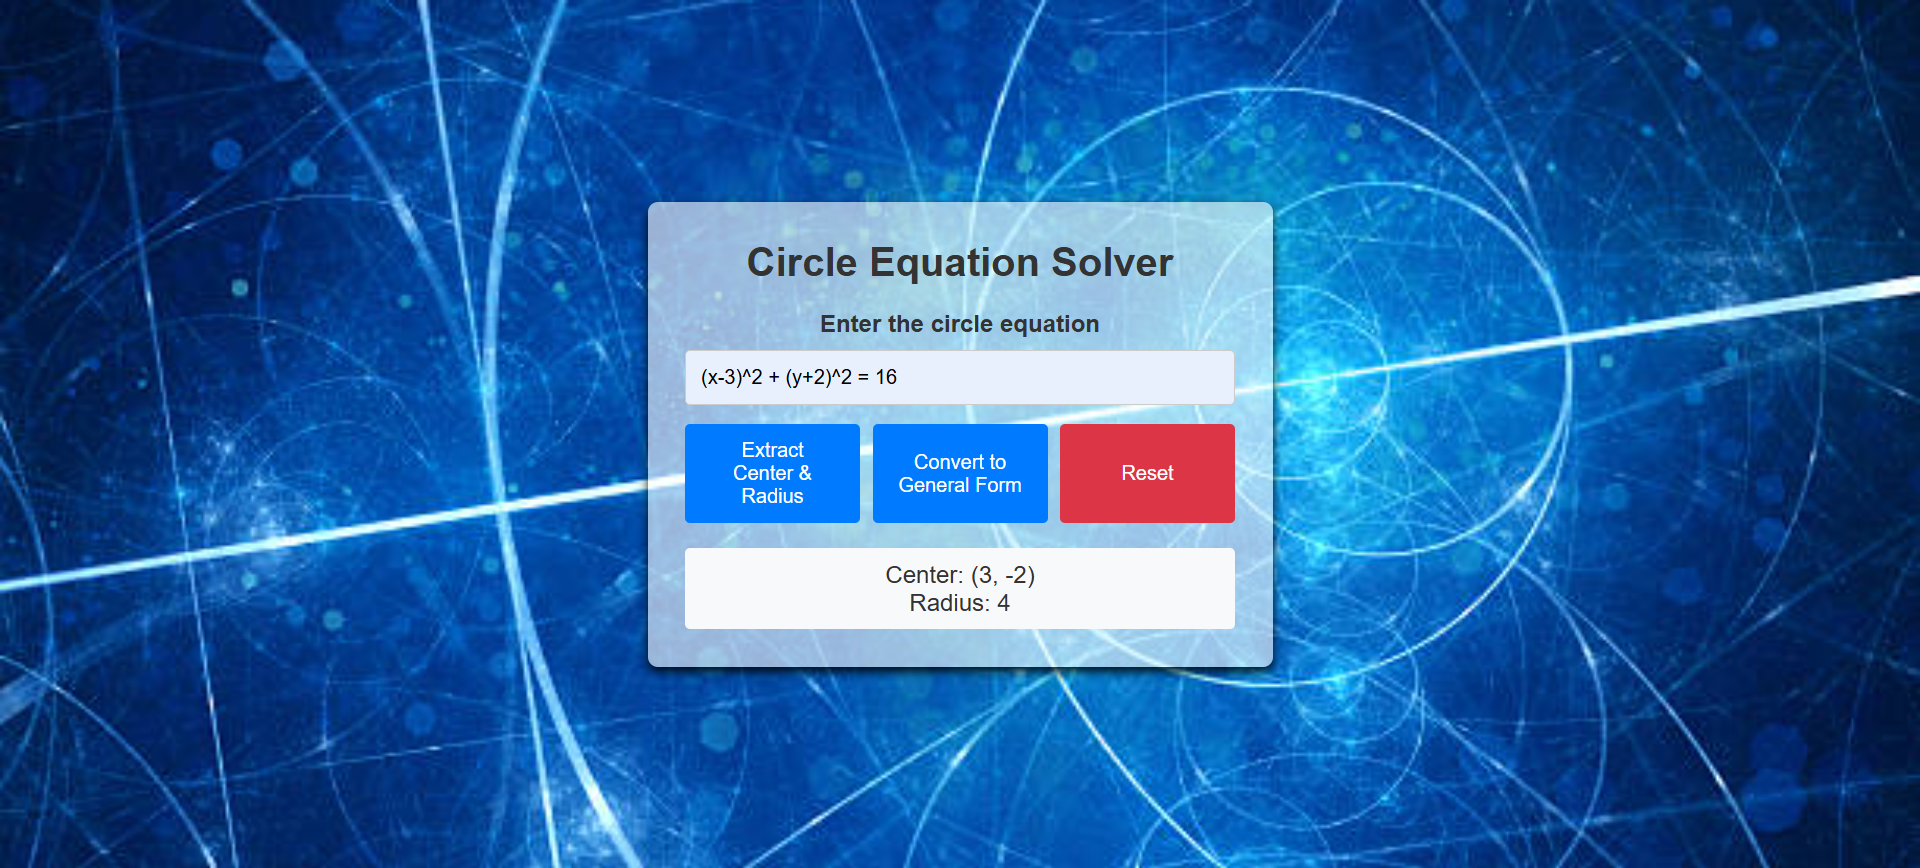 Circle Equation Solver
Enter the circle equation
(x-3)^2 + (y+2)^2 = 16
Extract
Center &
Radius
Convert to
General Form
Reset
Center: (3, -2)
Radius: 4